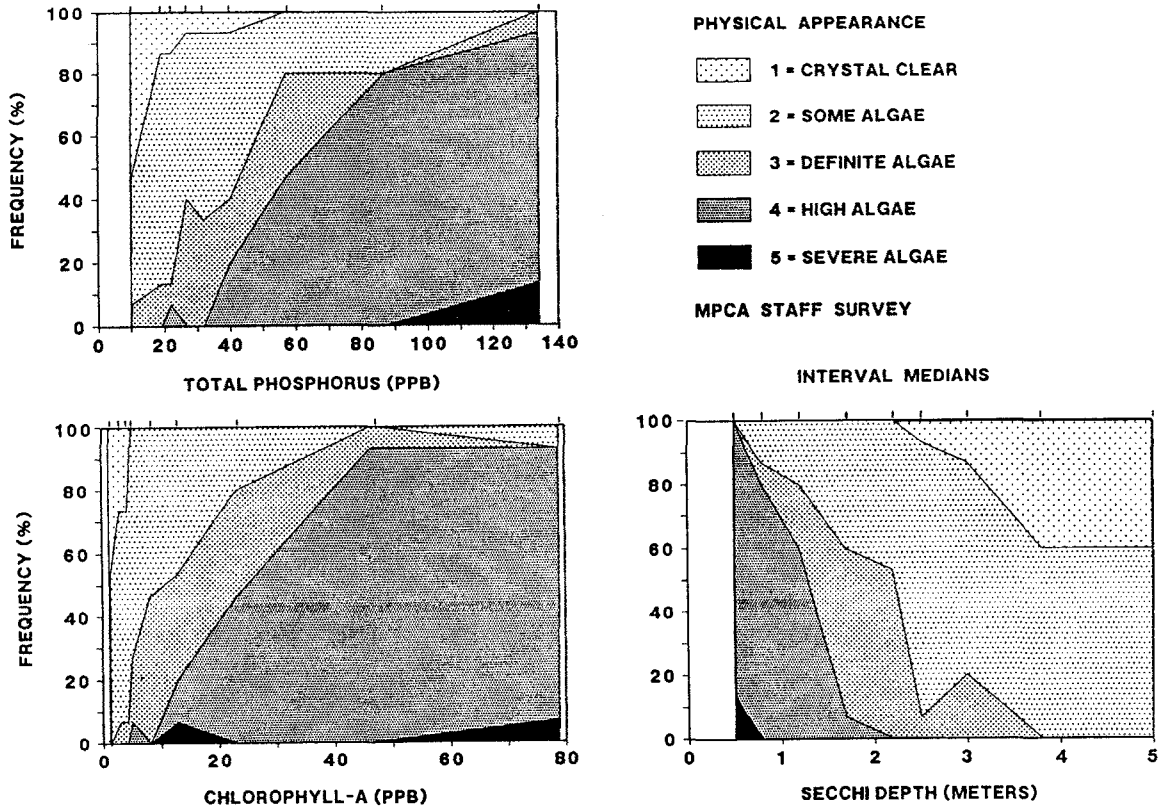 100
80
60
40
20
0
FREQUENCY (%)
0 20 40 60 80 100 120 140
TOTAL PHOSPHORUS (PPB)
PHYSICAL APPEARANCE
1 = CRYSTAL CLEAR
2 = SOME ALGAE
3 = DEFINITE ALGAE
4 = HIGH ALGAE
5 = SEVERE ALGAE
MPCA STAFF SURVEY
100
80
60
40
20
0
FREQUENCY (%)
0 20 40 60 80
CHLOROPHYLL-A (PPB)
INTERVAL MEDIANS
100
80
60
40
20
0
0 1 2 3 4 5
SECCHI DEPTH (METERS)